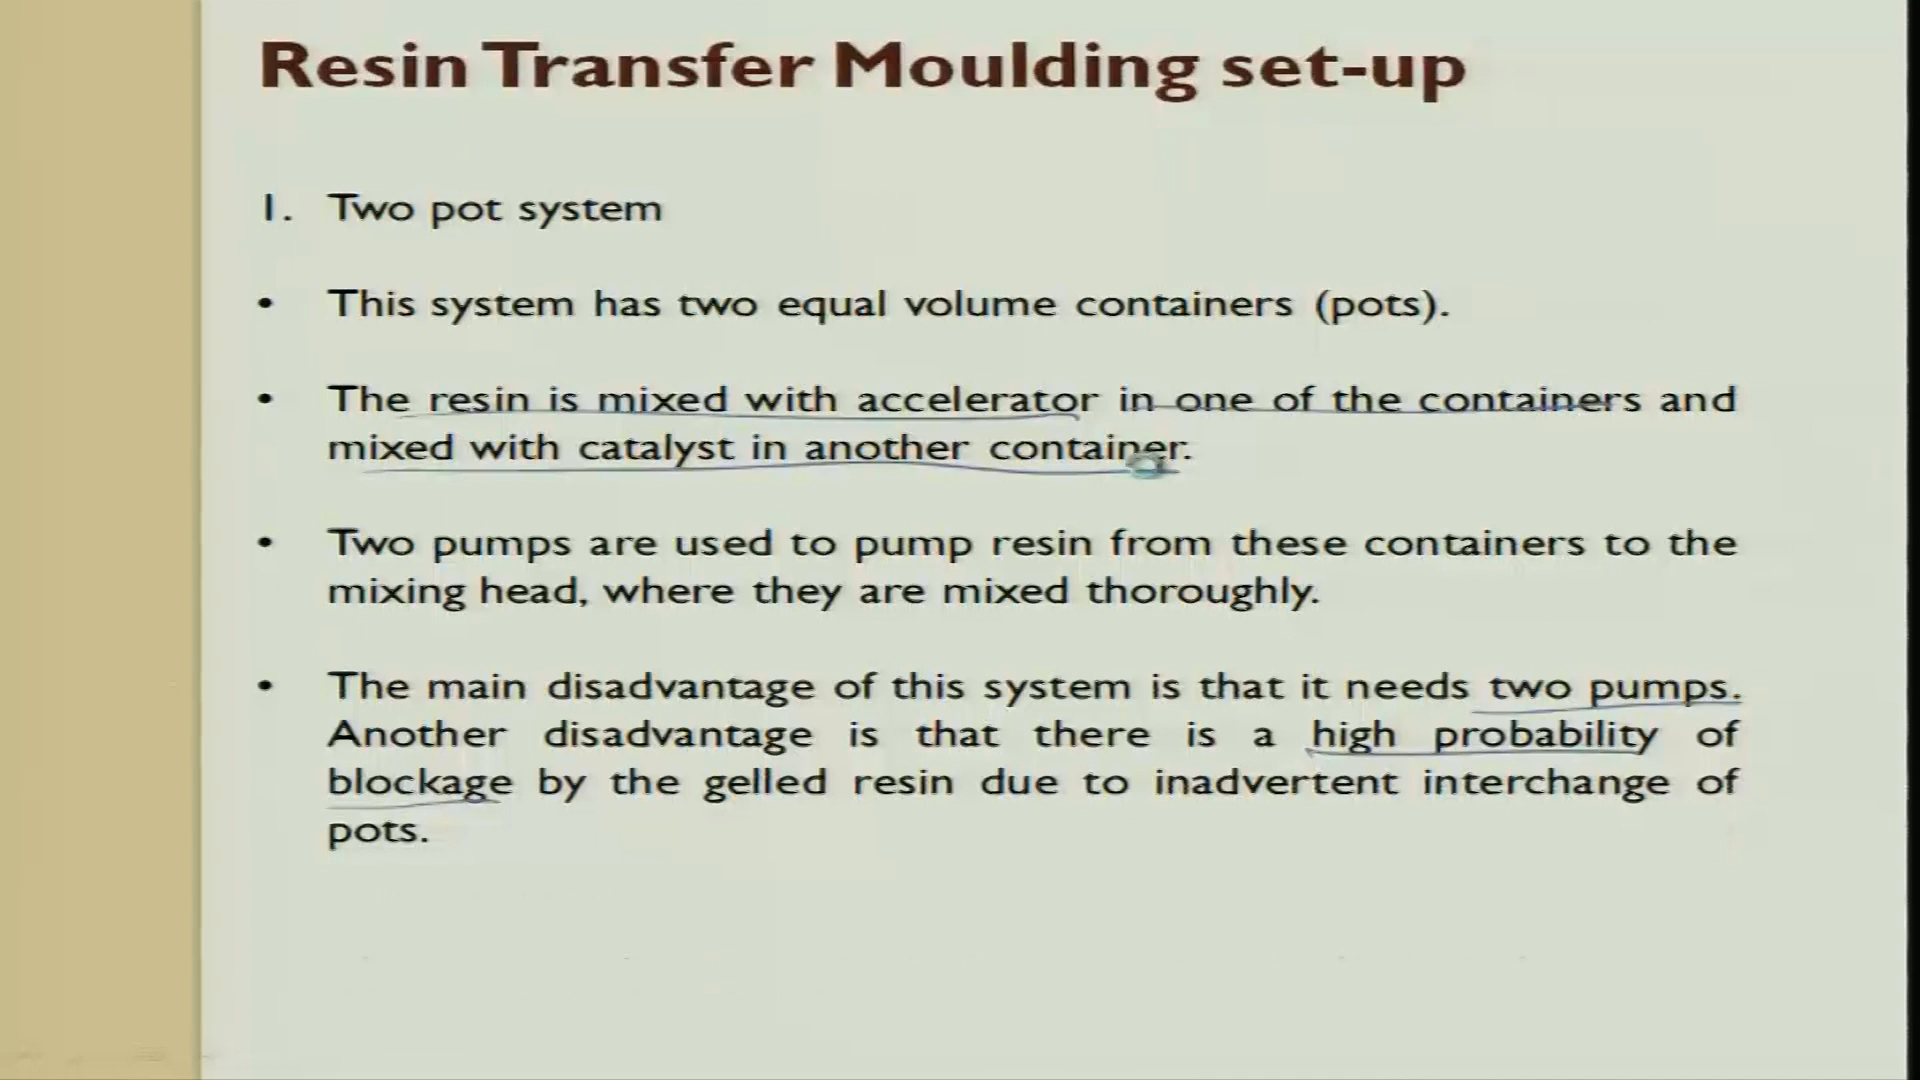 Resin Transfer Moulding set-up
1. Two pot system
• This system has two equal volume containers (pots).
• The resin is mixed with accelerator in one of the containers and
mixed with catalyst in another container.
• Two pumps are used to pump resin from these containers to the
mixing head, where they are mixed thoroughly.
• The main disadvantage of this system is that it needs two pumps.
Another disadvantage is that there is a high probability of
blockage by the gelled resin due to inadvertent interchange of
pots.